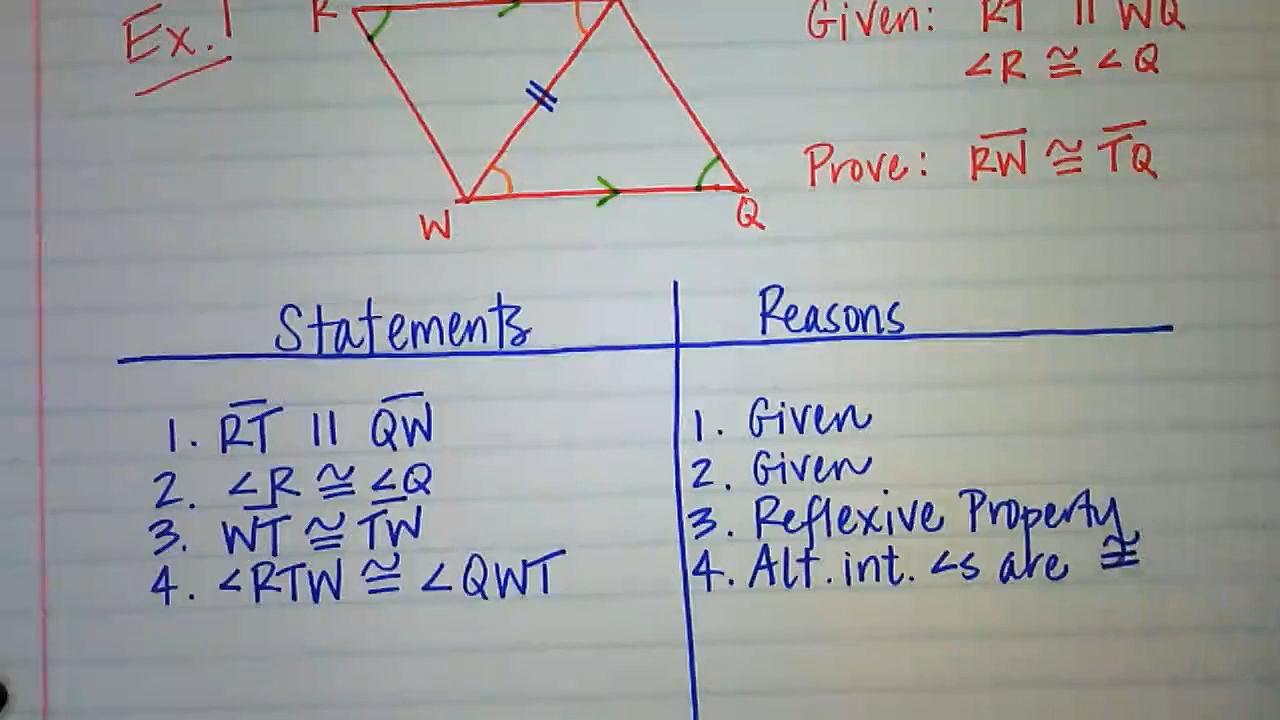 Ex. 1
R
W
Q
Given: RT || WQ
∠R ≅ ∠Q
Prove: RW ≅ TQ
Statements
Reasons
1. RT || QW
1. Given
2. ∠R ≅ ∠Q
2. Given
3. WT ≅ TW
3. Reflexive Property
4. ∠RTW ≅ ∠QWT
4. Alt. int. ∠s are ≅